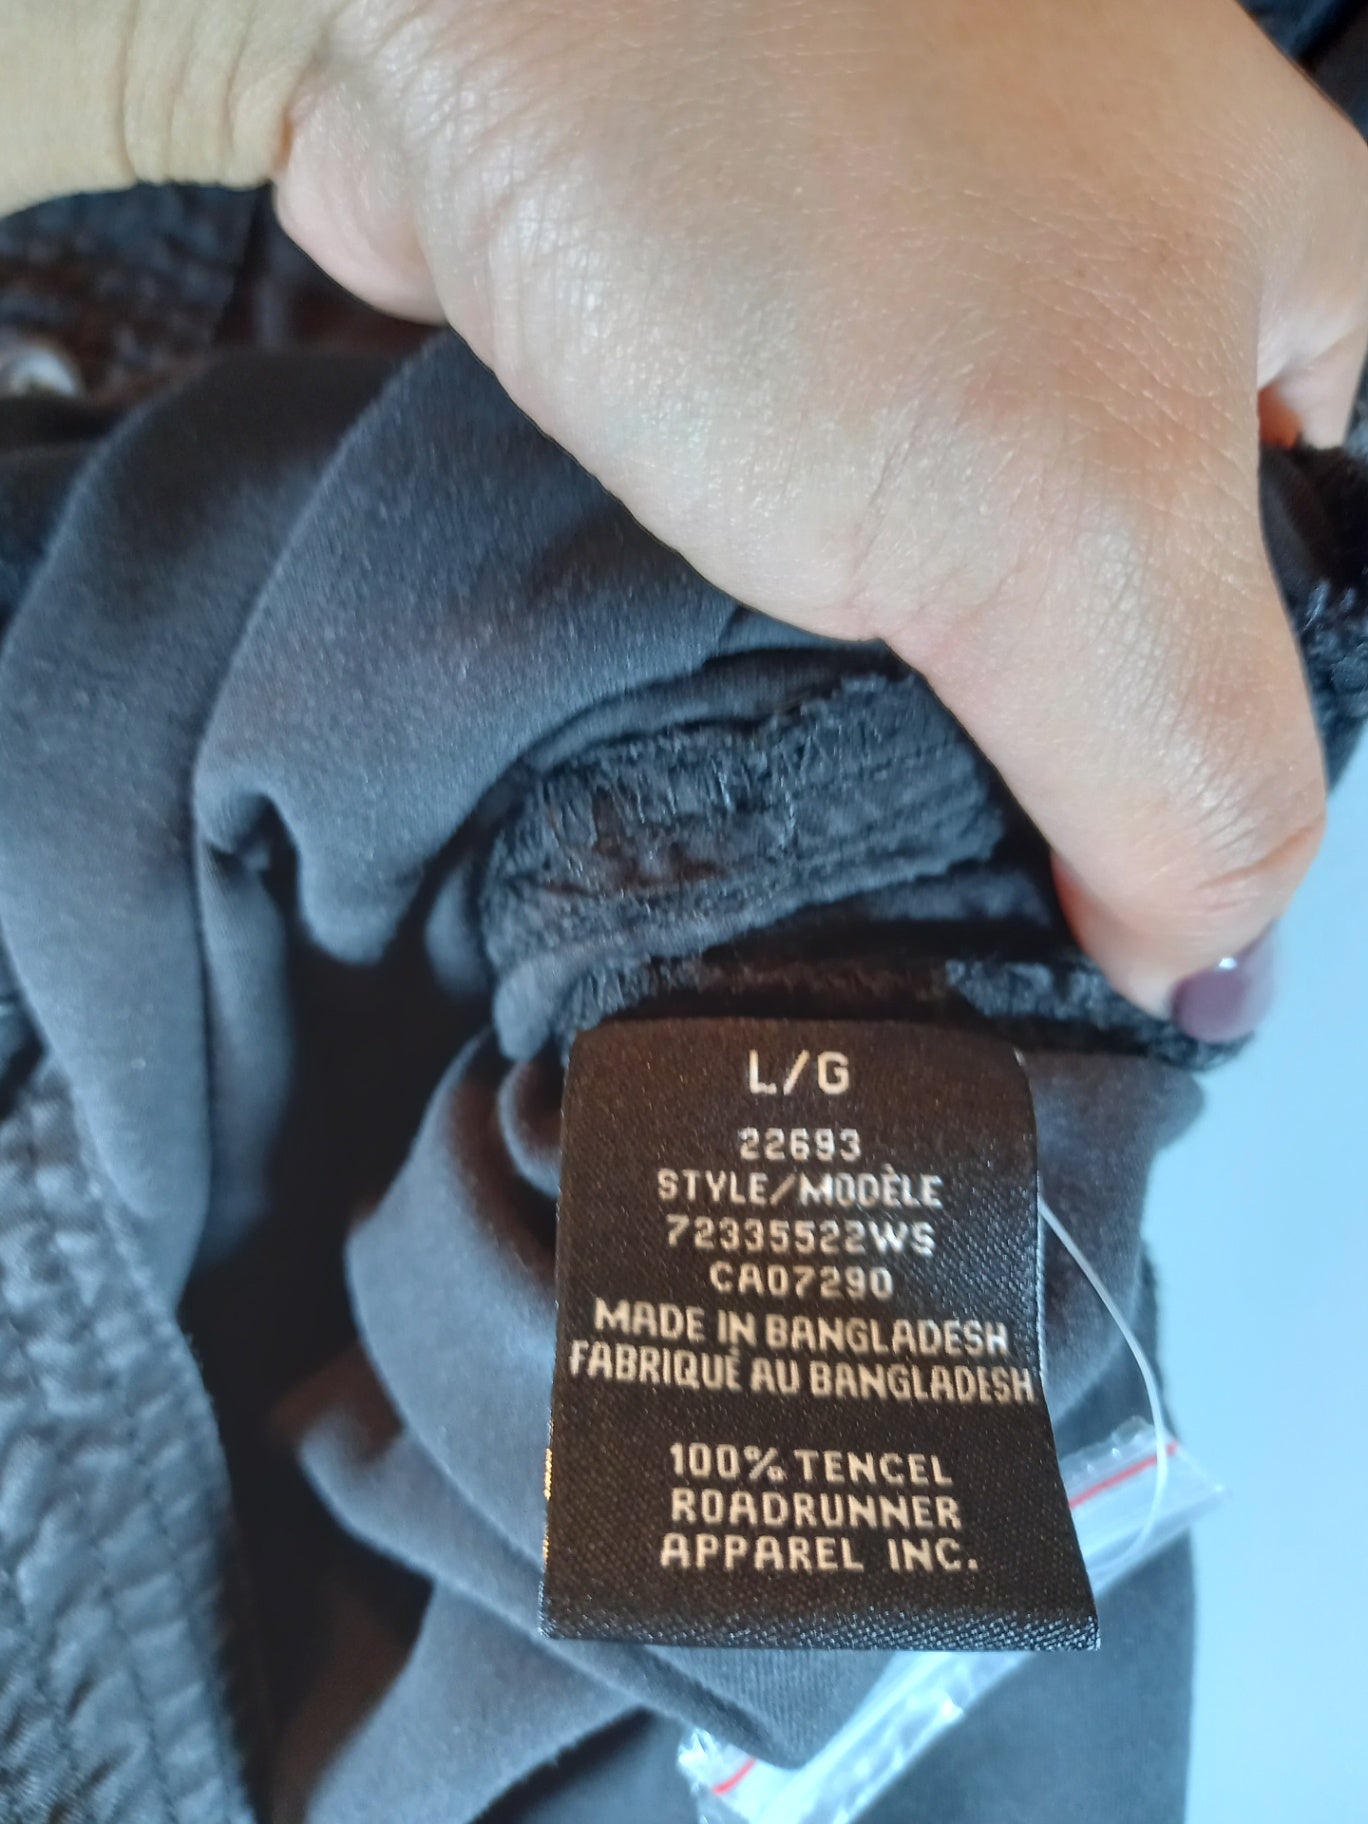 L/G
22693
STYLE/MODÈLE
72335522WS
CA07290
MADE IN BANGLADESH
FABRIQUÉ AU BANGLADESH
100% TENCEL
ROADRUNNER
APPAREL INC.